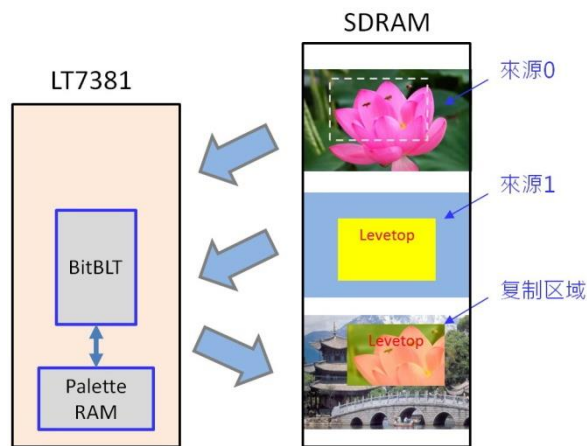 SDRAM
LT7381
來源0
來源1
Levetop
BitBLT
复制区域
Levetop
Palette
RAM